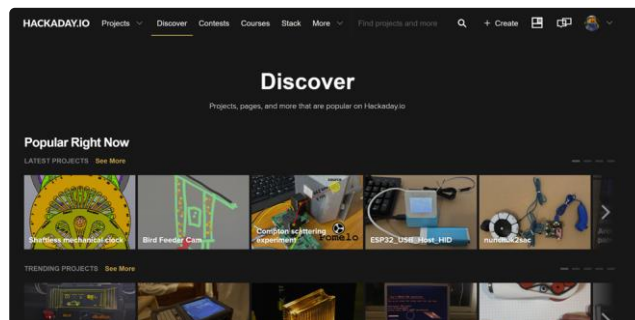 HACKADAY.IO Projects Discover Contests Courses Stack More Find projects and more + Create
Discover
Projects, pages, and more that are popular on Hackaday.io
Popular Right Now
LATEST PROJECTS See More
Shaftless mechanical clock
Bird Feeder Cam
Compton scattering
experiment
Pomelo
ESP32_USB_Host_HID
TRENDING PROJECTS See More